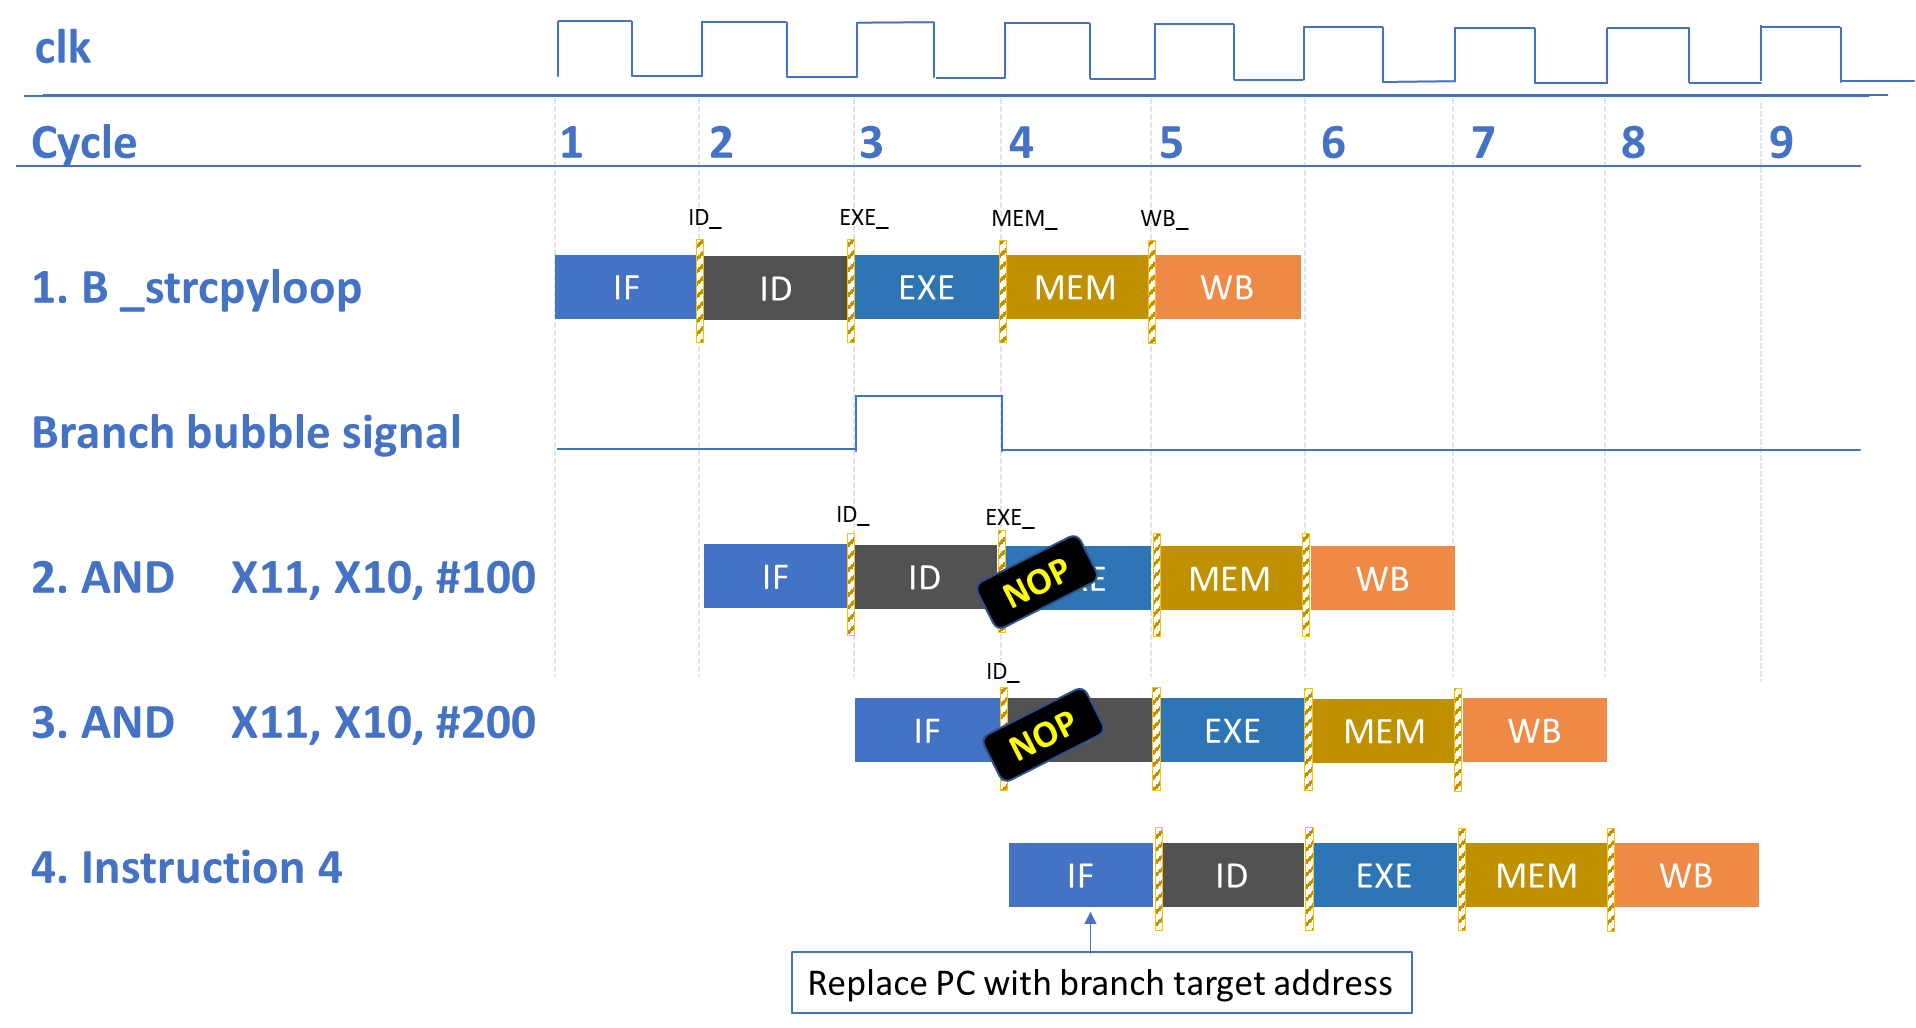 clk
Cycle 1 2 3 4 5 6 7 8 9
ID_ EXE_ MEM_ WB_
1. B _strcpyloop IF ID EXE MEM WB
Branch bubble signal
ID_ EXE_
2. AND X11, X10, #100 IF ID NOP E MEM WB
ID_
3. AND X11, X10, #200 IF NOP EXE MEM WB
4. Instruction 4 IF ID EXE MEM WB
Replace PC with branch target address